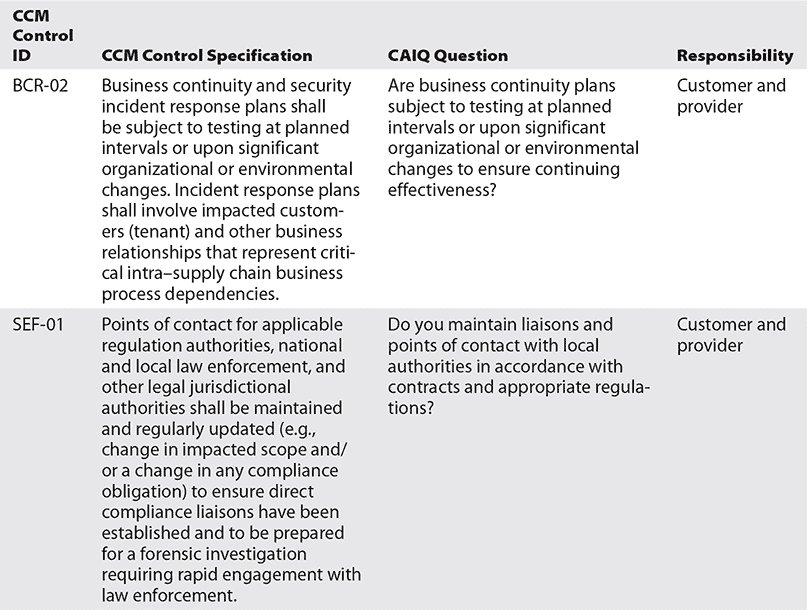 CCM
Control
ID
CCM Control Specification
CAIQ Question
Responsibility
BCR-02
Business continuity and security
incident response plans shall
be subject to testing at planned
intervals or upon significant
organizational or environmental
changes. Incident response plans
shall involve impacted custom-
ers (tenant) and other business
relationships that represent criti-
cal intra–supply chain business
process dependencies.
Are business continuity plans
subject to testing at planned
intervals or upon significant
organizational or environmental
changes to ensure continuing
effectiveness?
Customer and
provider
SEF-01
Points of contact for applicable
regulation authorities, national
and local law enforcement, and
other legal jurisdictional
authorities shall be maintained
and regularly updated (e.g.,
change in impacted scope and/
or a change in any compliance
obligation) to ensure direct
compliance liaisons have been
established and to be prepared
for a forensic investigation
requiring rapid engagement with
law enforcement.
Do you maintain liaisons and
points of contact with local
authorities in accordance with
contracts and appropriate regula-
tions?
Customer and
provider